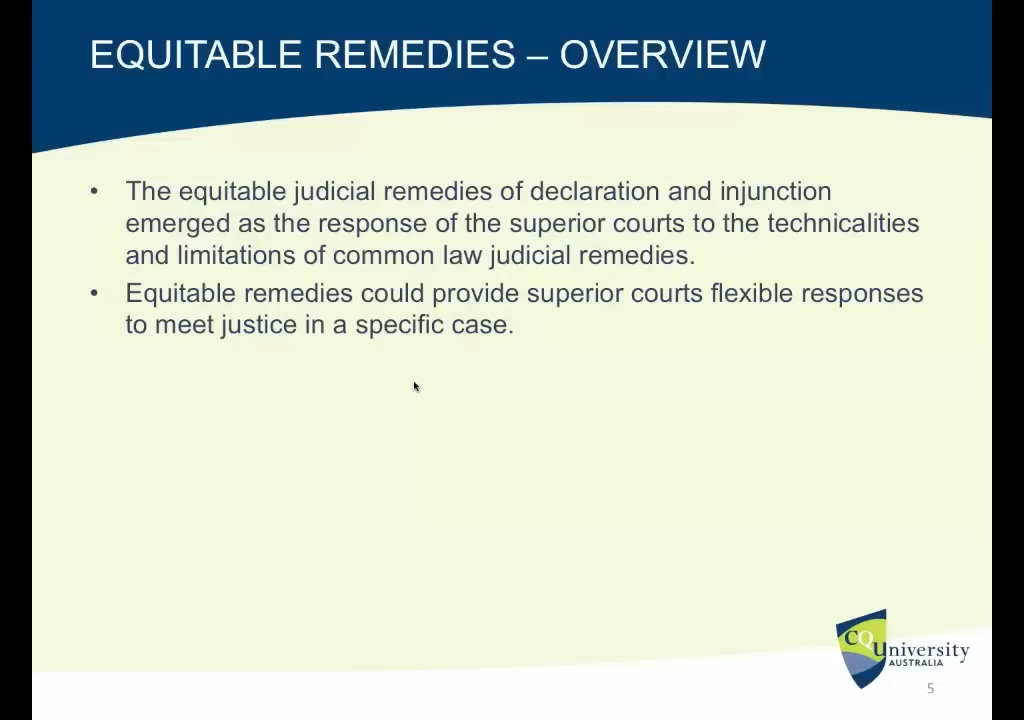 EQUITABLE REMEDIES – OVERVIEW
• The equitable judicial remedies of declaration and injunction
emerged as the response of the superior courts to the technicalities
and limitations of common law judicial remedies.
• Equitable remedies could provide superior courts flexible responses
to meet justice in a specific case.
CQUniversity
AUSTRALIA
5